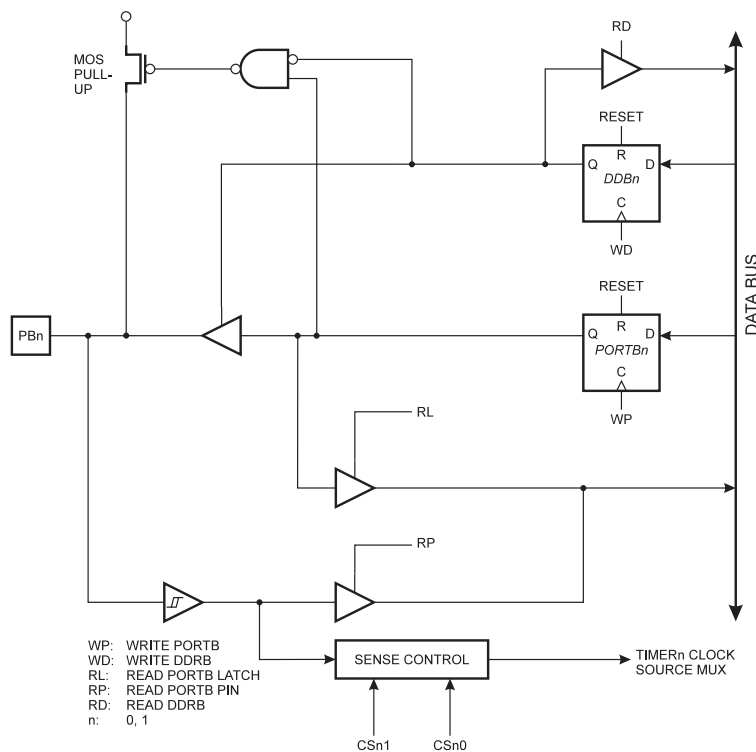 RD
MOS
PULL-
UP
RESET
R
Q
DDBn
D
C
WD
RESET
R
PBn
Q
PORTBn
D
C
WP
DATA BUS
RL
RP
WP: WRITE PORTB
WD: WRITE DDRB
RL: READ PORTB LATCH
RP: READ PORTB PIN
RD: READ DDRB
n: 0, 1
SENSE CONTROL
TIMERn CLOCK
SOURCE MUX
CSn1
CSn0